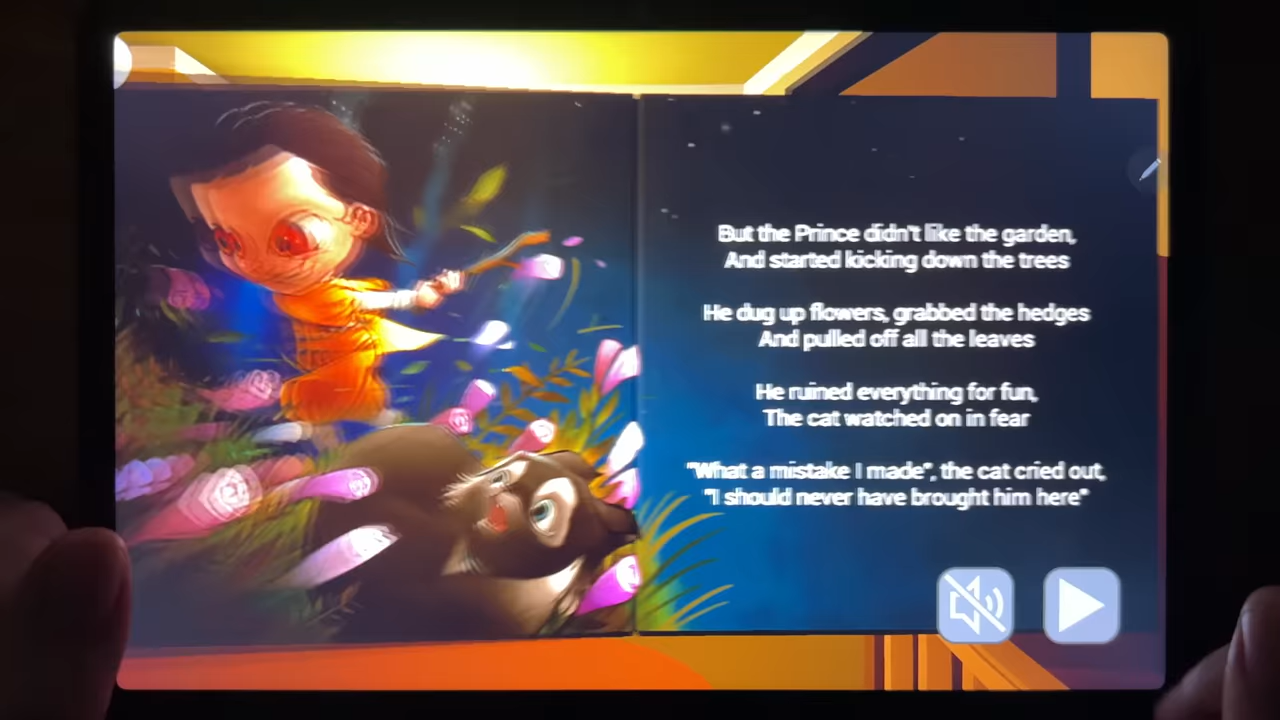 But the Prince didn't like the garden,
And started kicking down the trees
He dug up flowers, grabbed the hedges
And pulled off all the leaves
He ruined everything for fun,
The cat watched on in fear
"What a mistake I made", the cat cried out,
"I should never have brought him here"